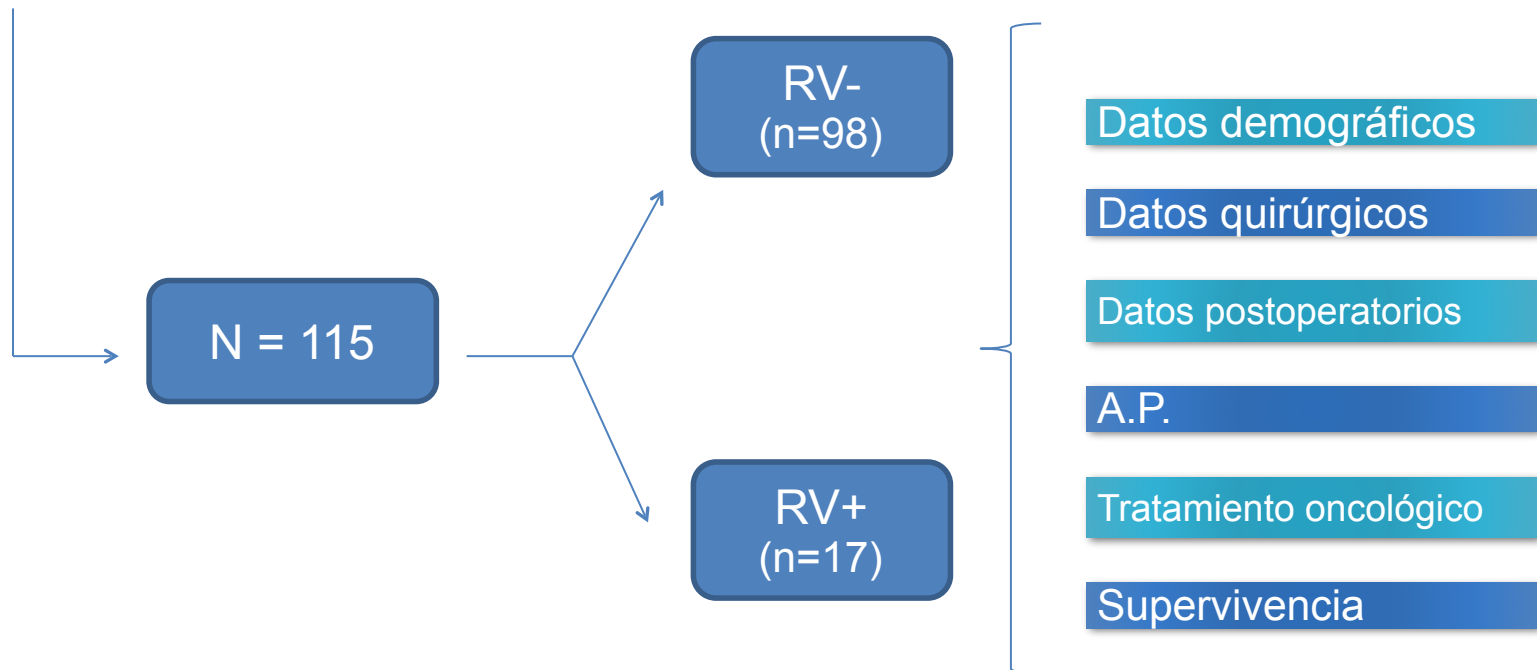 N = 115
RV-
(n=98)
RV+
(n=17)
Datos demográficos
Datos quirúrgicos
Datos postoperatorios
A.P.
Tratamiento oncológico
Supervivencia